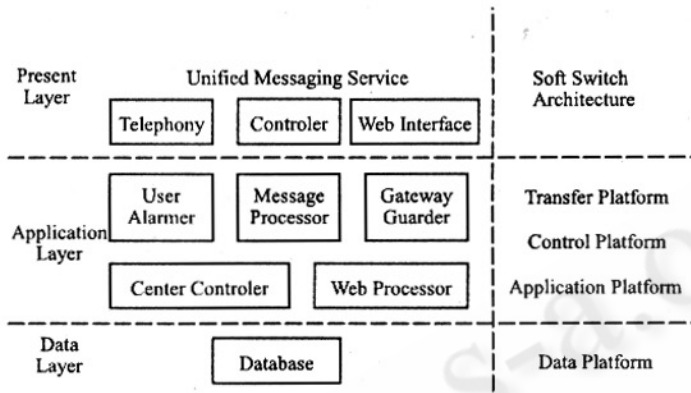 Present
Layer
Unified Messaging Service
Soft Switch
Architecture
Telephony
Controler
Web Interface
User
Alarmer
Message
Processor
Gateway
Guarder
Transfer Platform
Application
Layer
Control Platform
Center Controler
Web Processor
Application Platform
Data
Layer
Database
Data Platform